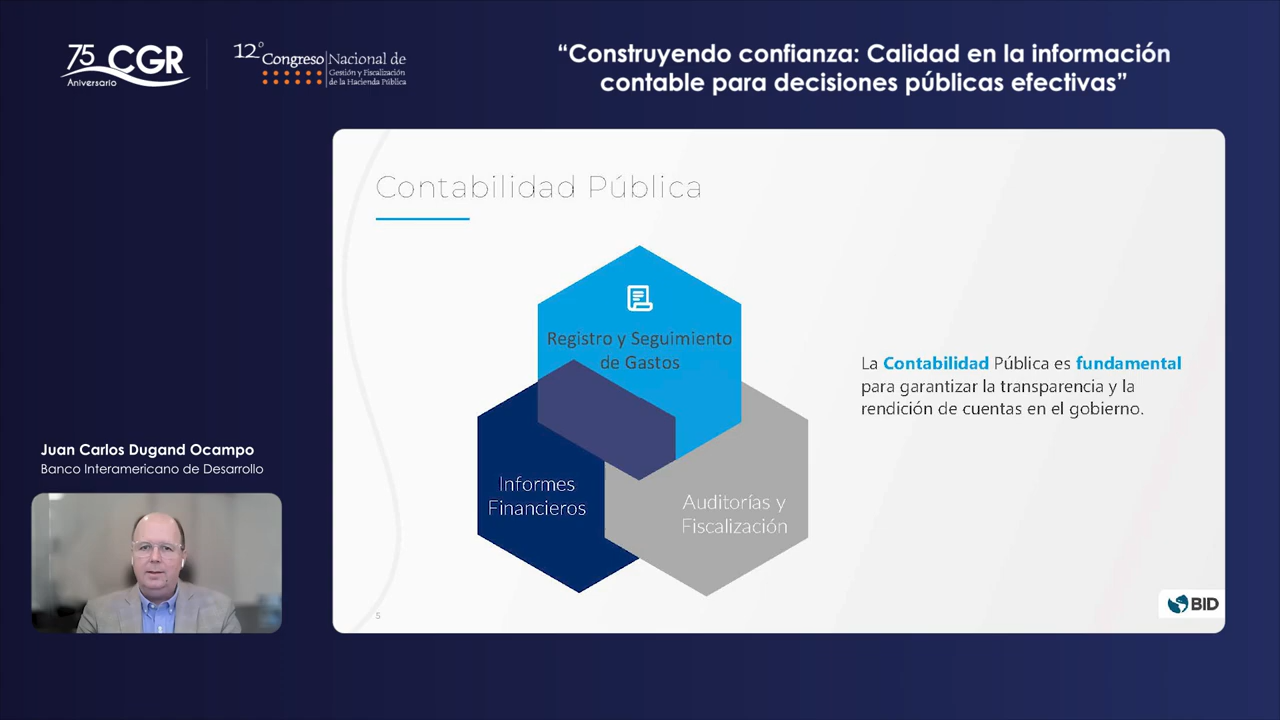 75 CGR
Aniversario
12° Congreso Nacional de
Gestión y Fiscalización
de la Hacienda Pública
“Construyendo confianza: Calidad en la información
contable para decisiones públicas efectivas”
Contabilidad Pública
Registro y Seguimiento
de Gastos
Informes
Financieros
Auditorías y
Fiscalización
La Contabilidad Pública es fundamental
para garantizar la transparencia y la
rendición de cuentas en el gobierno.
Juan Carlos Dugand Ocampo
Banco Interamericano de Desarrollo
5
BID